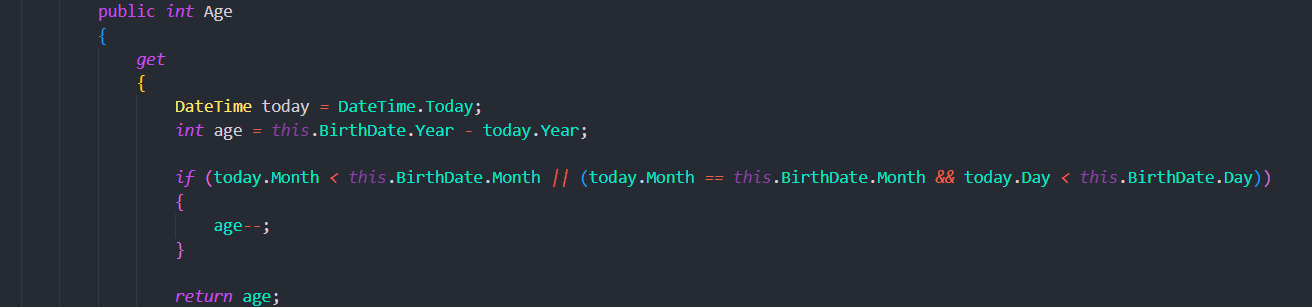 public int Age
{
get
{
DateTime today = DateTime.Today;
int age = this.BirthDate.Year - today.Year;
if (today.Month < this.BirthDate.Month || (today.Month == this.BirthDate.Month && today.Day < this.BirthDate.Day))
{
age--;
}
return age;